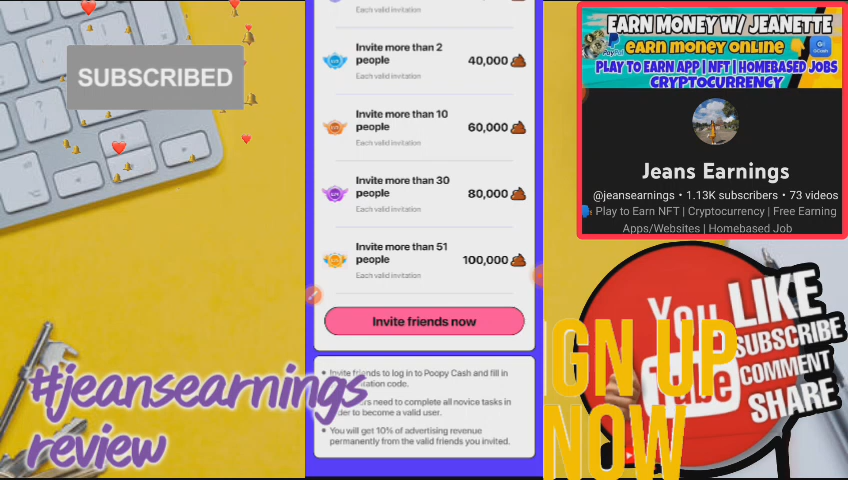 SUBSCRIBED
Each valid invitation
Invite more than 2
people
40,000
Each valid invitation
Invite more than 10
people
60,000
Each valid invitation
Invite more than 30
people
80,000
Each valid invitation
Invite more than 51
people
100,000
Each valid invitation
Invite friends now
Invite friends to log in to Poopy Cash and fill in
need to complete all novice tasks in
to become a valid user.
You will get 10% of advertising revenue
permanently from the valid friends you invited.
#jeansearnings
review
EARN MONEY W/ JEANETTE
EARN MONEY ONLINE
PLAY TO EARN APP | NFT | HOMEBASED JOBS
CRYPTOCURRENCY
Jeans Earnings
@jeansearnings • 1.13K subscribers • 73 videos
Play to Earn NFT | Cryptocurrency | Free Earning
Apps/Websites | Homebased Job
You
Tube
LIKE
SUBSCRIBE
COMMENT
SHARE
IGN UP
NOW